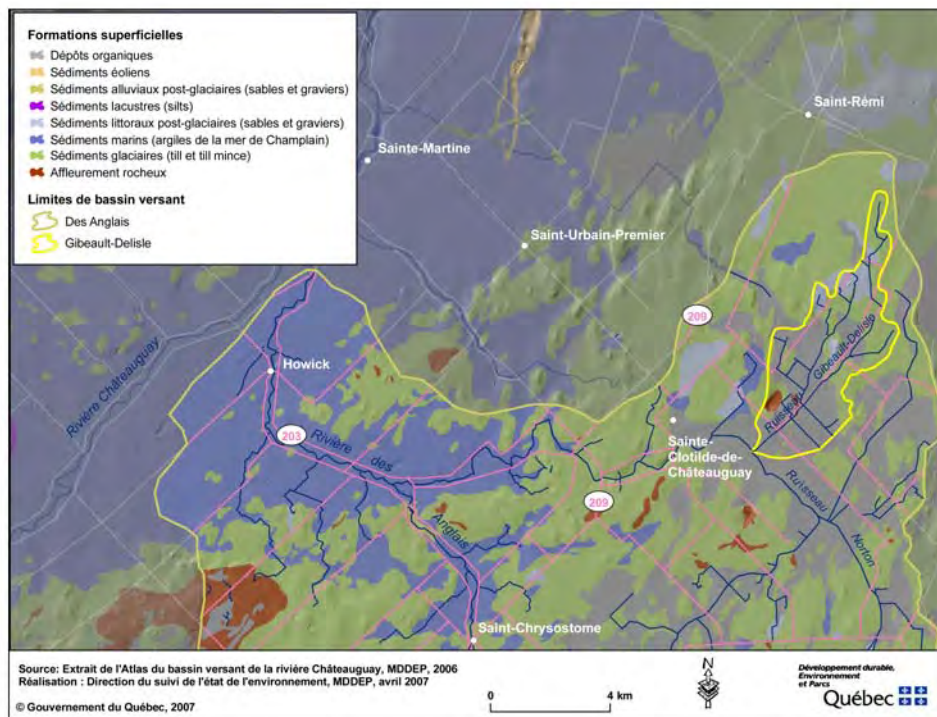 Formations superficielles
Dépôts organiques
Sédiments éoliens
Sédiments alluviaux post-glaciaires (sables et graviers)
Sédiments lacustres (silts)
Sédiments littoraux post-glaciaires (sables et graviers)
Sédiments marins (argiles de la mer de Champlain)
Sédiments glaciaires (till et till mince)
Affleurement rocheux
Limites de bassin versant
Des Anglais
Gibeault-Delisle
Saint-Rémi
Sainte-Martine
Saint-Urbain-Premier
209
Rivière Châteauguay
Howick
203
Rivière des
Anglais
Ruisseau Gibeault-Delisle
Sainte-
Clotilde-de-
Châteauguay
209
Ruisseau
Norton
Saint-Chrysostome
Source: Extrait de l'Atlas du bassin versant de la rivière Châteauguay, MDDEP, 2006
Réalisation : Direction du suivi de l'état de l'environnement, MDDEP, avril 2007
© Gouvernement du Québec, 2007
0
4 km
N
Développement durable,
Environnement
et Parcs
Québec